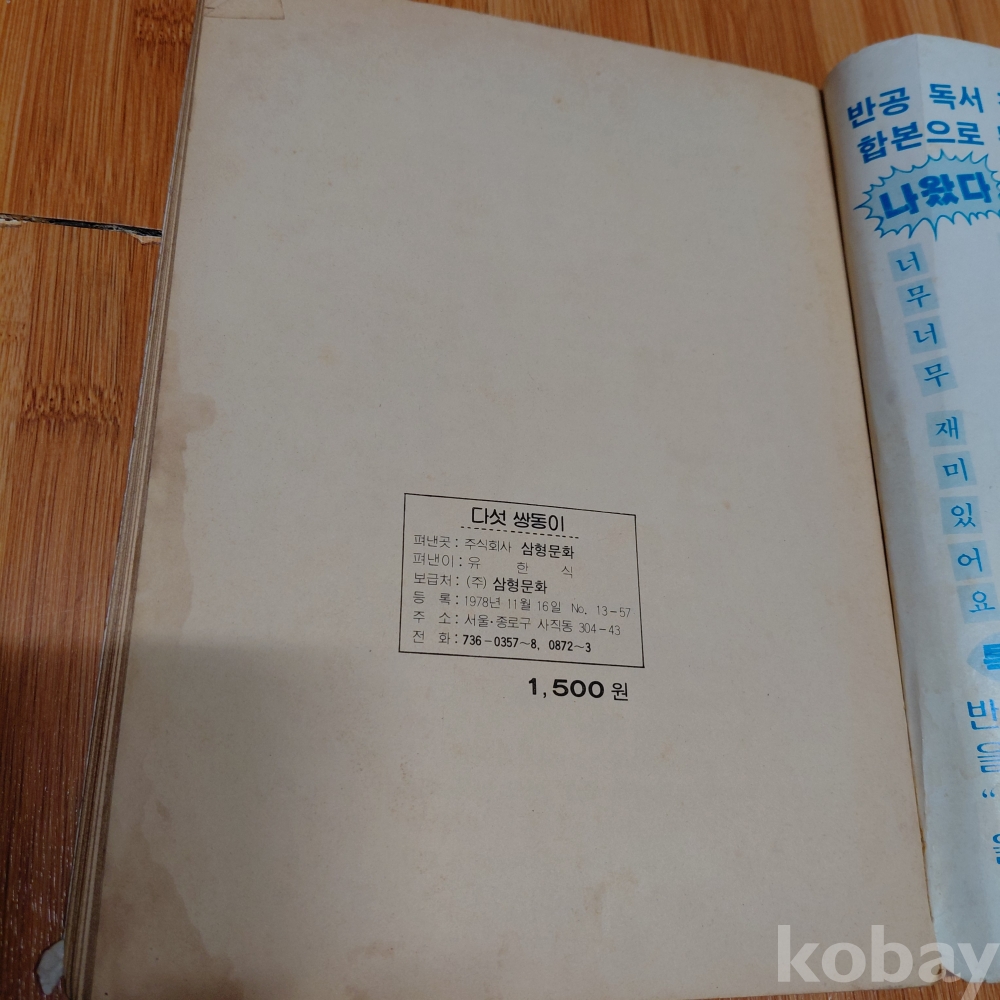 다섯 쌍동이
펴낸곳 : 주식회사 삼형문화
펴낸이 : 유 한 식
보급처 : (주) 삼형문화
등 록 : 1978년 11월 16일 No. 13-57
주 소 : 서울·종로구 사직동 304-43
전 화 : 736-0357~8, 0872~3
1,500원
반공 독서
합본으로
나왔다
너무너무 재미있어요
반
을
“
kobay